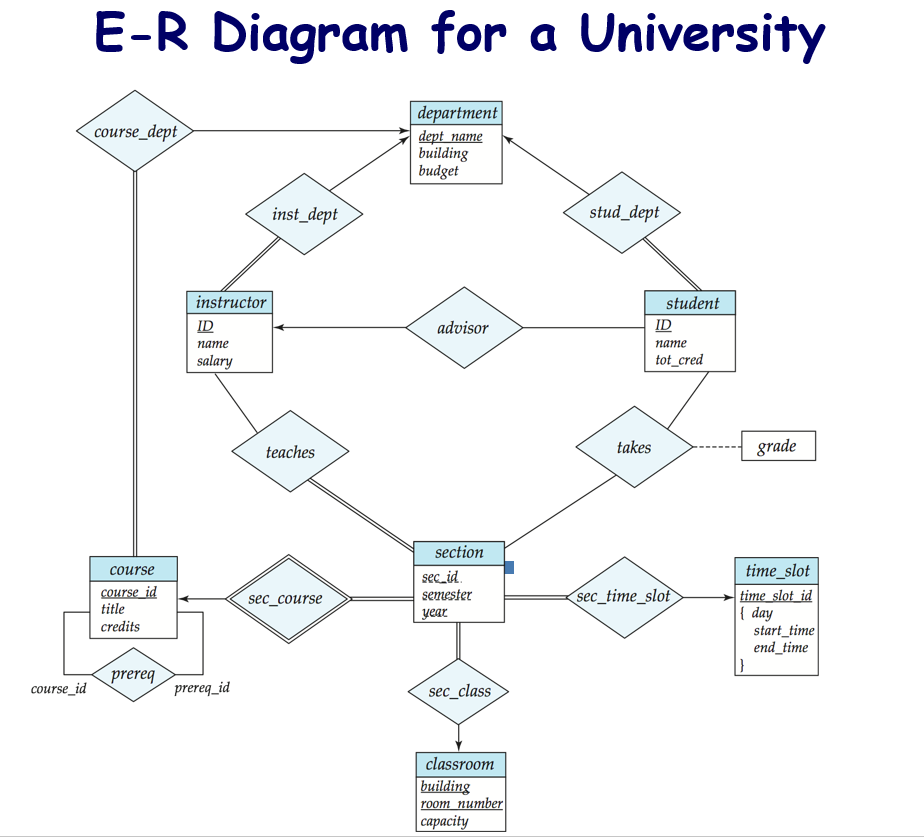 E-R Diagram for a University
course_dept
department
dept_name
building
budget
inst_dept
stud_dept
instructor
ID
name
salary
advisor
student
ID
name
tot_cred
teaches
takes
grade
course
course_id
title
credits
sec_course
section
sec_id
semester
year
sec_time_slot
time_slot
time_slot_id
{ day
start_time
end_time
}
prereq
course_id
prereq_id
sec_class
classroom
building
room_number
capacity